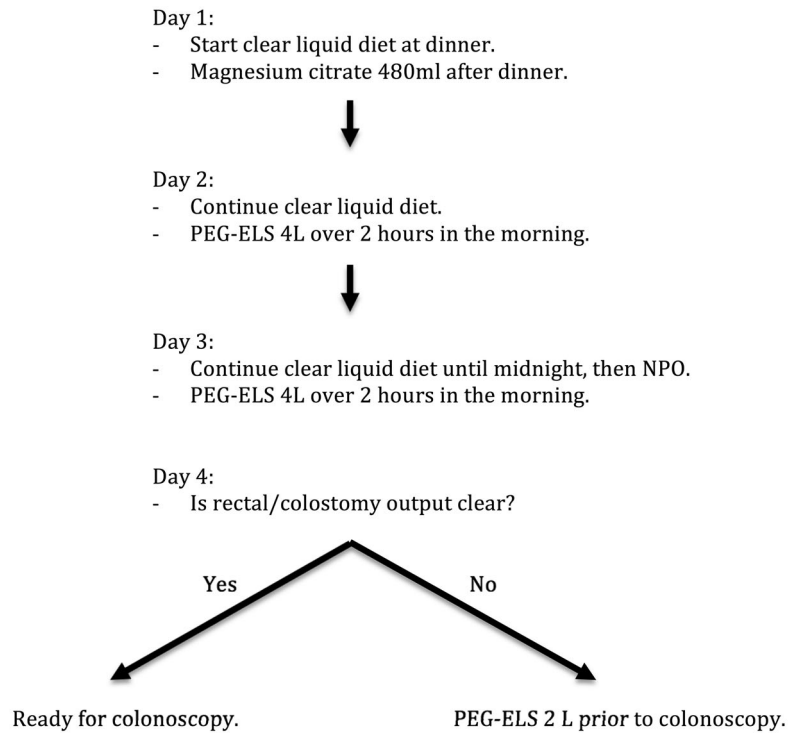 Day 1:
- Start clear liquid diet at dinner.
- Magnesium citrate 480ml after dinner.
Day 2:
- Continue clear liquid diet.
- PEG-ELS 4L over 2 hours in the morning.
Day 3:
- Continue clear liquid diet until midnight, then NPO.
- PEG-ELS 4L over 2 hours in the morning.
Day 4:
- Is rectal/colostomy output clear?
Yes
No
Ready for colonoscopy.
PEG-ELS 2 L prior to colonoscopy.